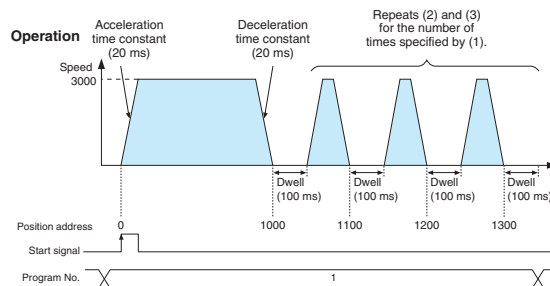 Operation
Acceleration
time constant
(20 ms)
Deceleration
time constant
(20 ms)
Repeats (2) and (3)
for the number of
times specified by (1).
Speed
3000
Dwell
(100 ms)
Dwell
(100 ms)
Dwell
(100 ms)
Dwell
(100 ms)
Position address 0 1000 1100 1200 1300
Start signal
Program No. 1